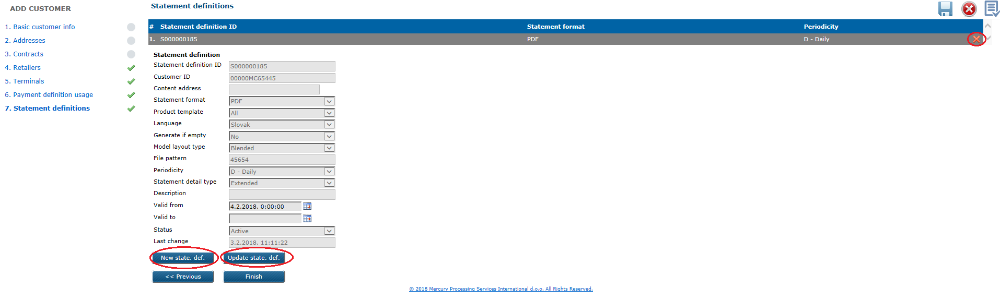 ADD CUSTOMER
1. Basic customer info
2. Addresses
3. Contracts
4. Retailers
5. Terminals
6. Payment definition usage
7. Statement definitions
Statement definitions
# Statement definition ID Statement format Periodicity
1. S000000185 PDF D - Daily
Statement definition
Statement definition ID S000000185
Customer ID 00000MC65445
Content address
Statement format PDF
Product template All
Language Slovak
Generate if empty No
Model layout type Blended
File pattern 45654
Periodicity D - Daily
Statement detail type Extended
Description
Valid from 4.2.2018. 0:00:00
Valid to
Status Active
Last change 3.2.2018. 11:11:22
New state. def. Update state. def.
<< Previous Finish
© 2018 Mercury Processing Services International d.o.o. All Rights Reserved.